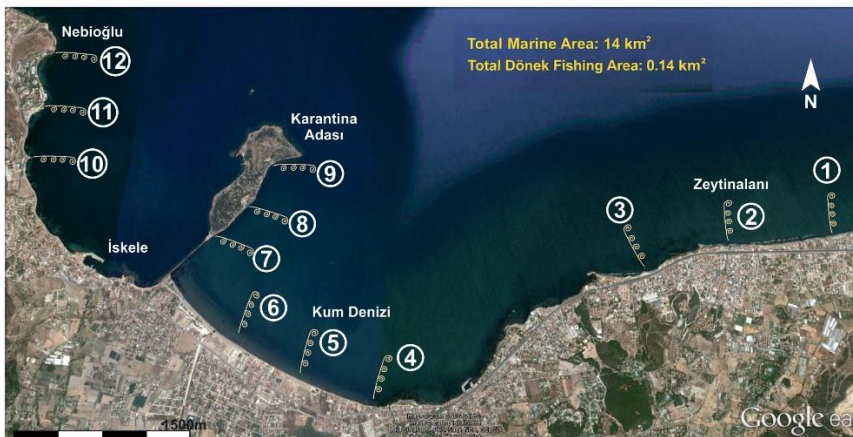 Nebioğlu
12
11
10
İskele
Karantina
Adası
9
8
7
6
Kum Denizi
5
4
Total Marine Area: 14 km²
Total Dönek Fishing Area: 0.14 km²
N
Zeytinalanı
1
2
3
1500m
Google ea